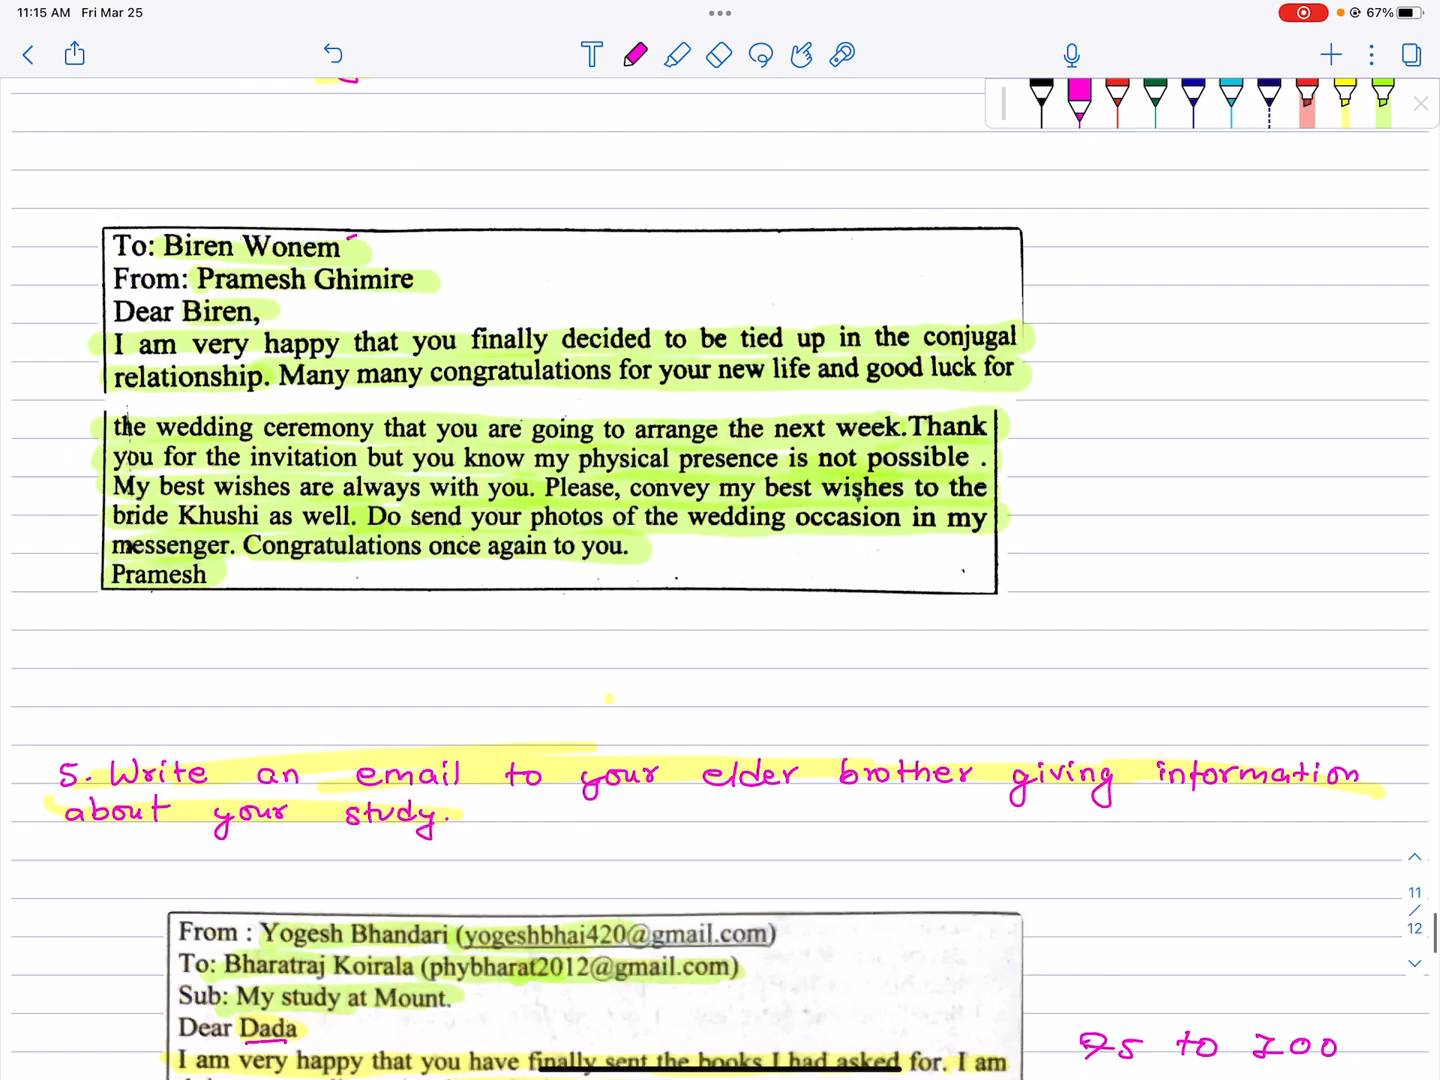 11:15 AM Fri Mar 25
67%
To: Biren Wonem
From: Pramesh Ghimire
Dear Biren,
I am very happy that you finally decided to be tied up in the conjugal
relationship. Many many congratulations for your new life and good luck for
the wedding ceremony that you are going to arrange the next week.Thank
you for the invitation but you know my physical presence is not possible .
My best wishes are always with you. Please, convey my best wishes to the
bride Khushi as well. Do send your photos of the wedding occasion in my
messenger. Congratulations once again to you.
Pramesh
5. Write an email to your elder brother giving information
about your study.
11
/
12
From : Yogesh Bhandari (yogeshbhai420@gmail.com)
To: Bharatraj Koirala (phybharat2012@gmail.com)
Sub: My study at Mount.
Dear Dada
I am very happy that you have finally sent the books I had asked for. I am
75 to 100